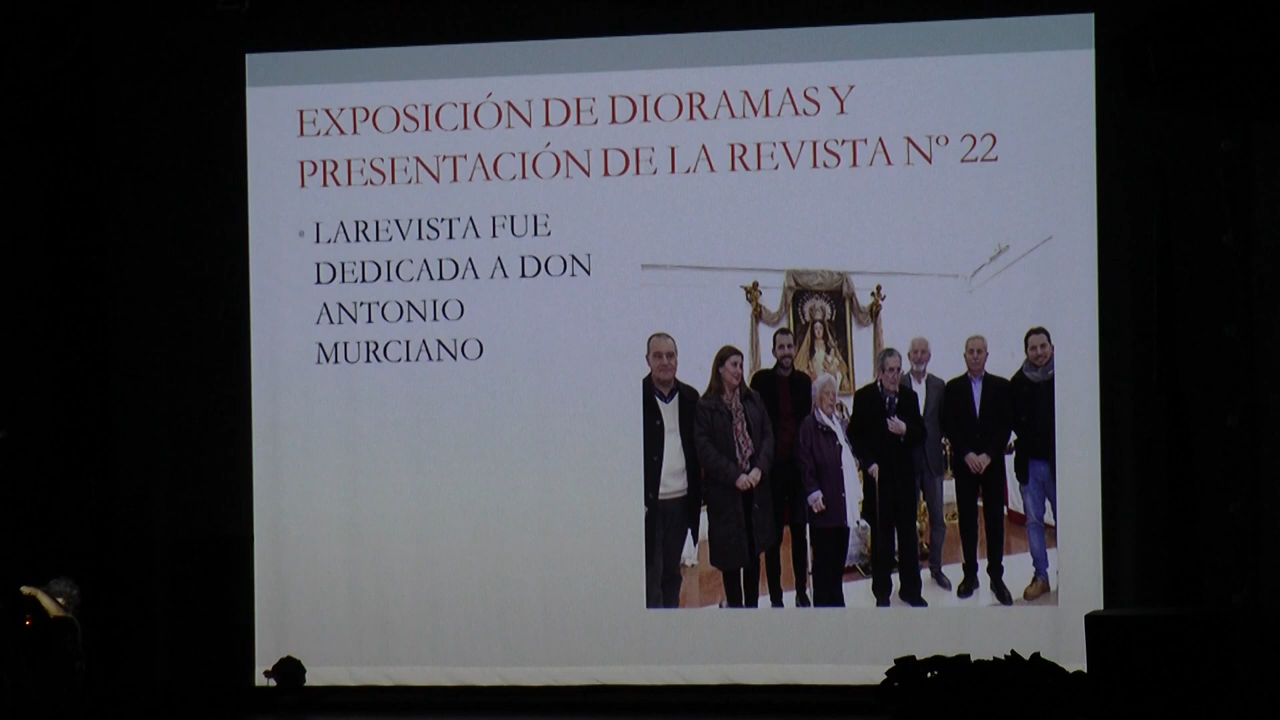 EXPOSICIÓN DE DIORAMAS Y
PRESENTACIÓN DE LA REVISTA Nº 22
• LAREVISTA FUE
DEDICADA A DON
ANTONIO
MURCIANO